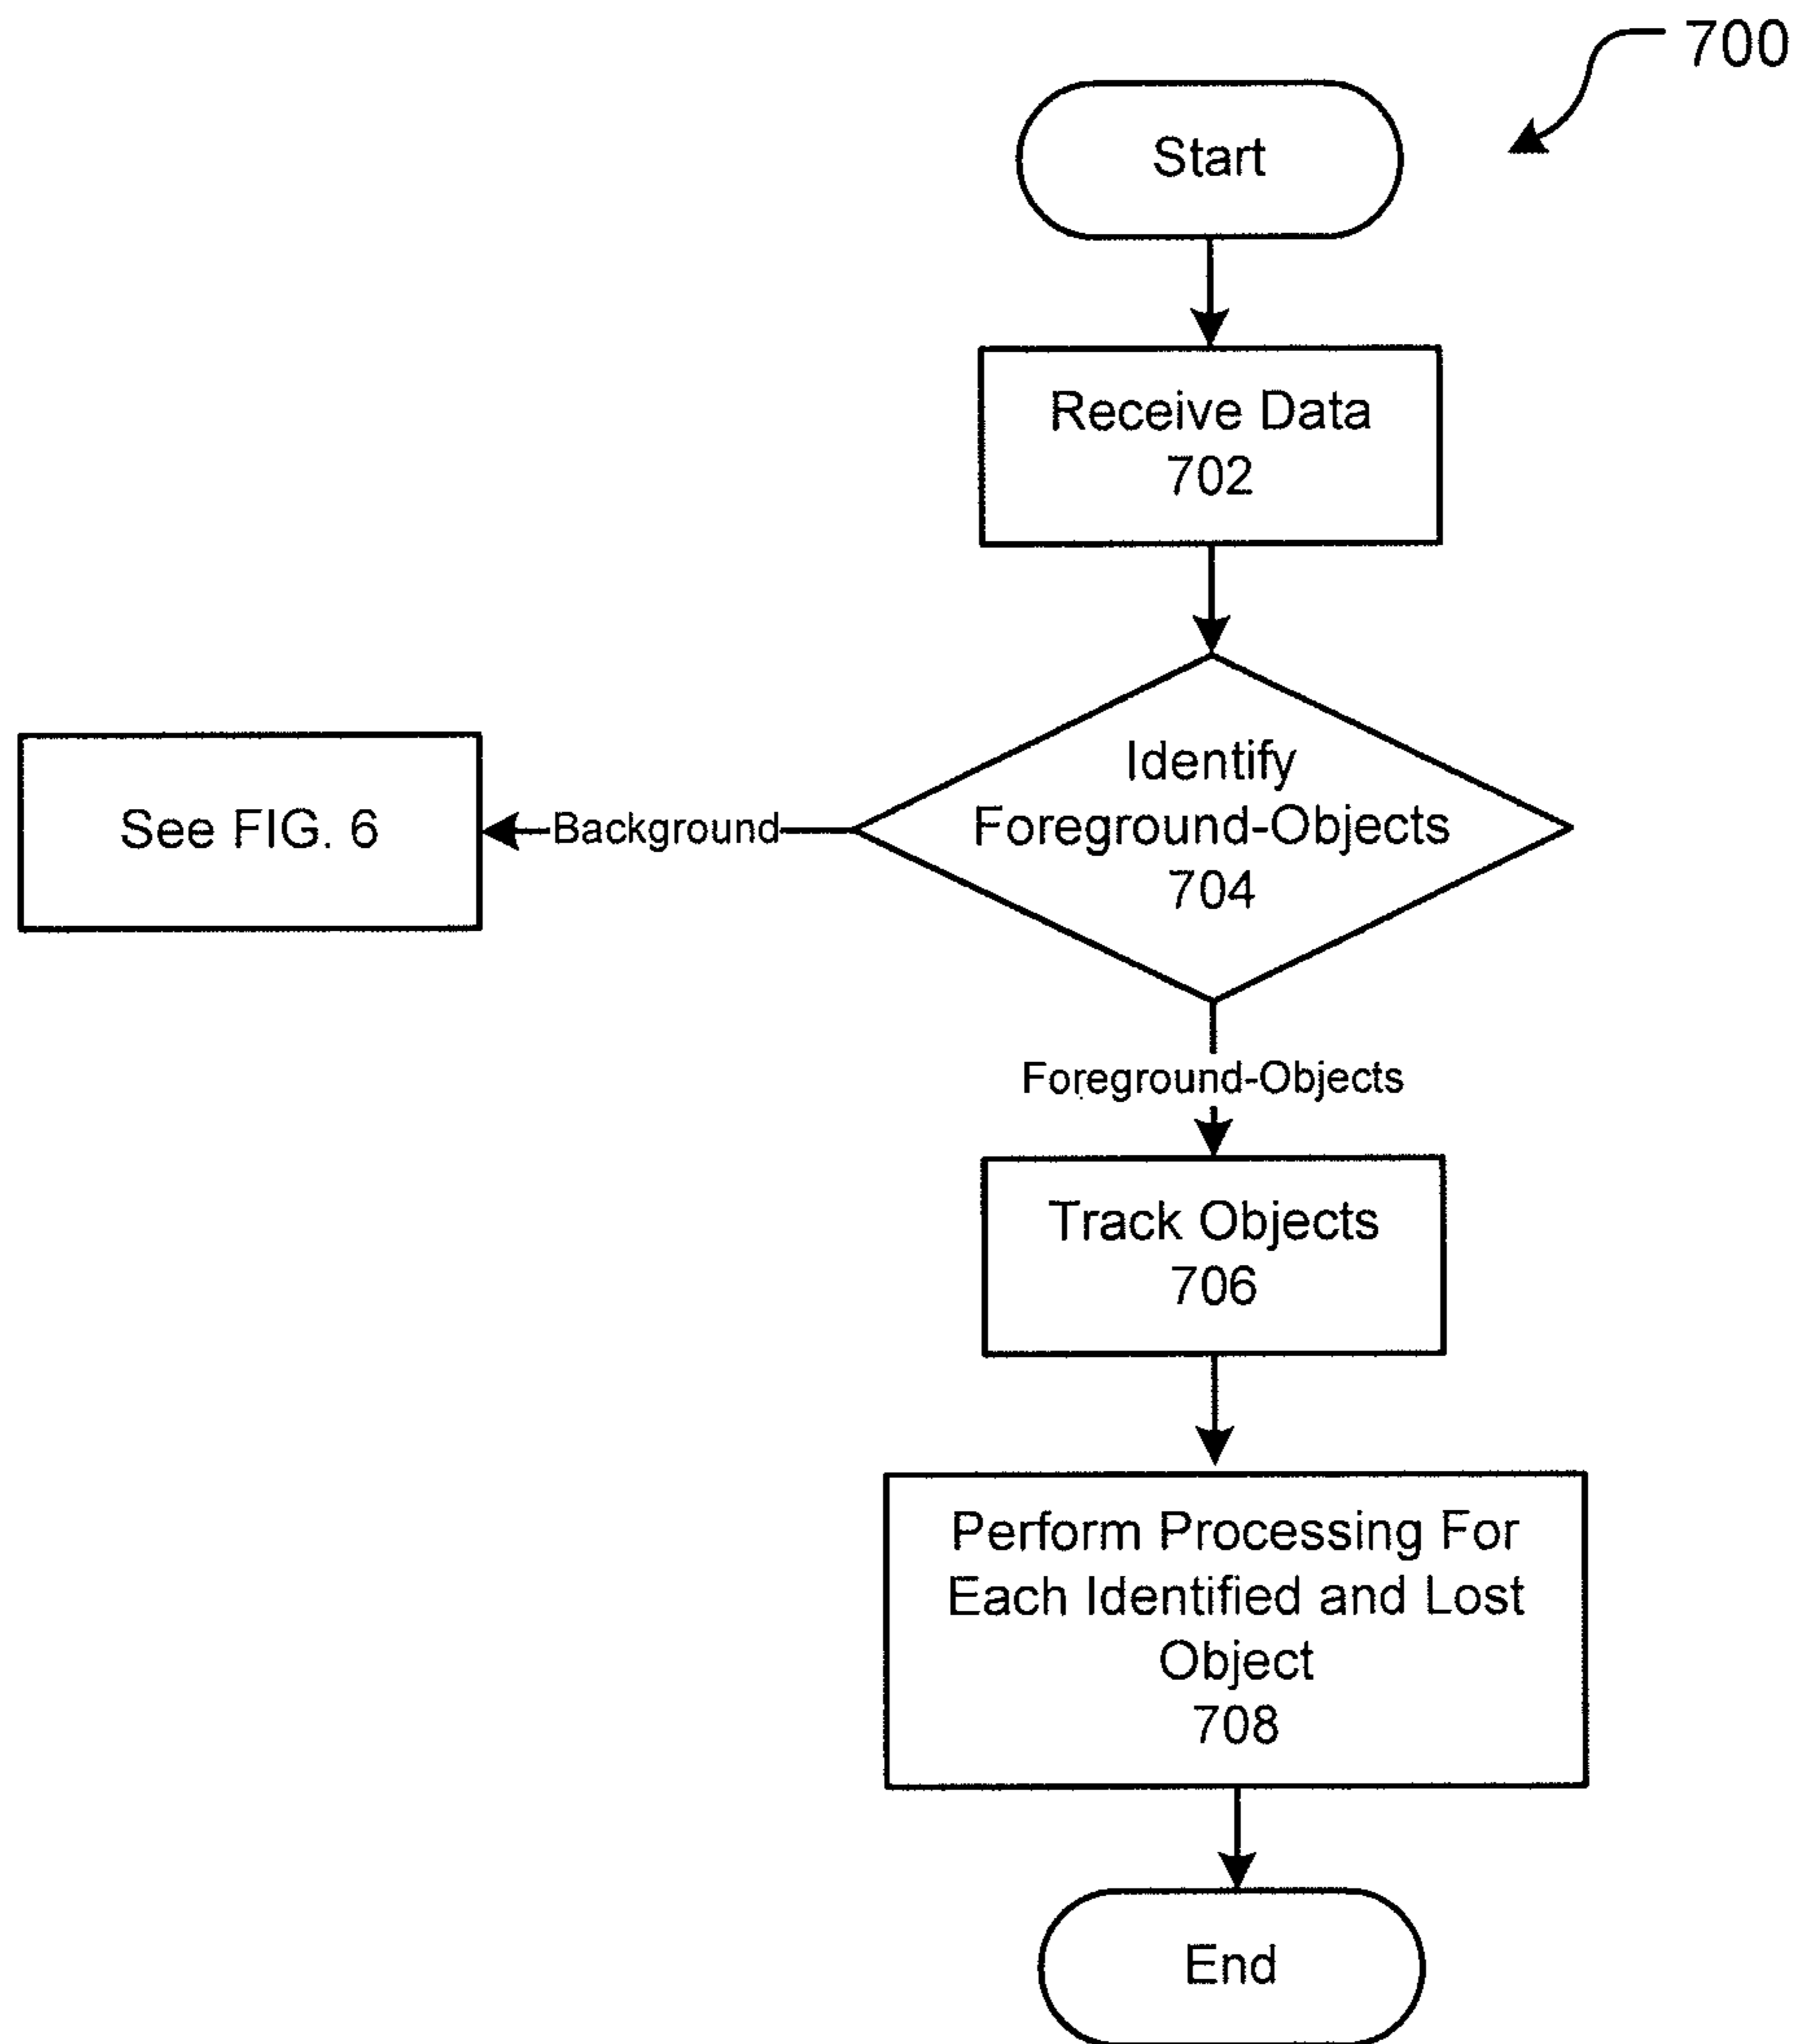 700
Start
Receive Data
702
Identify
Foreground-Objects
704
Background
See FIG. 6
Foreground-Objects
Track Objects
706
Perform Processing For
Each Identified and Lost
Object
708
End